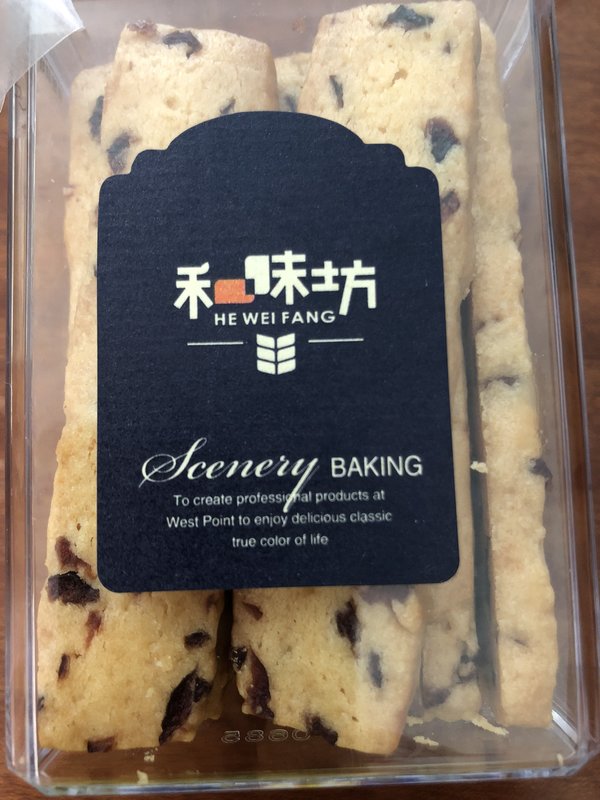 和味坊
HE WEI FANG
Scenery BAKING
To create professional products at
West Point to enjoy delicious classic
true color of life